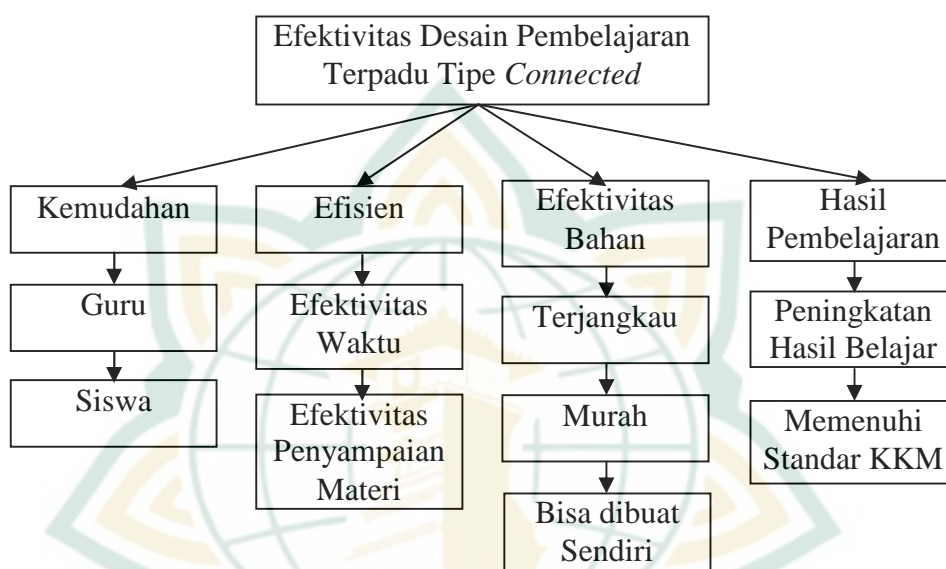 Efektivitas Desain Pembelajaran
Terpadu Tipe Connected
Kemudahan
Guru
Siswa
Efisien
Efektivitas
Waktu
Efektivitas
Penyampaian
Materi
Efektivitas
Bahan
Terjangkau
Murah
Bisa dibuat
Sendiri
Hasil
Pembelajaran
Peningkatan
Hasil Belajar
Memenuhi
Standar KKM